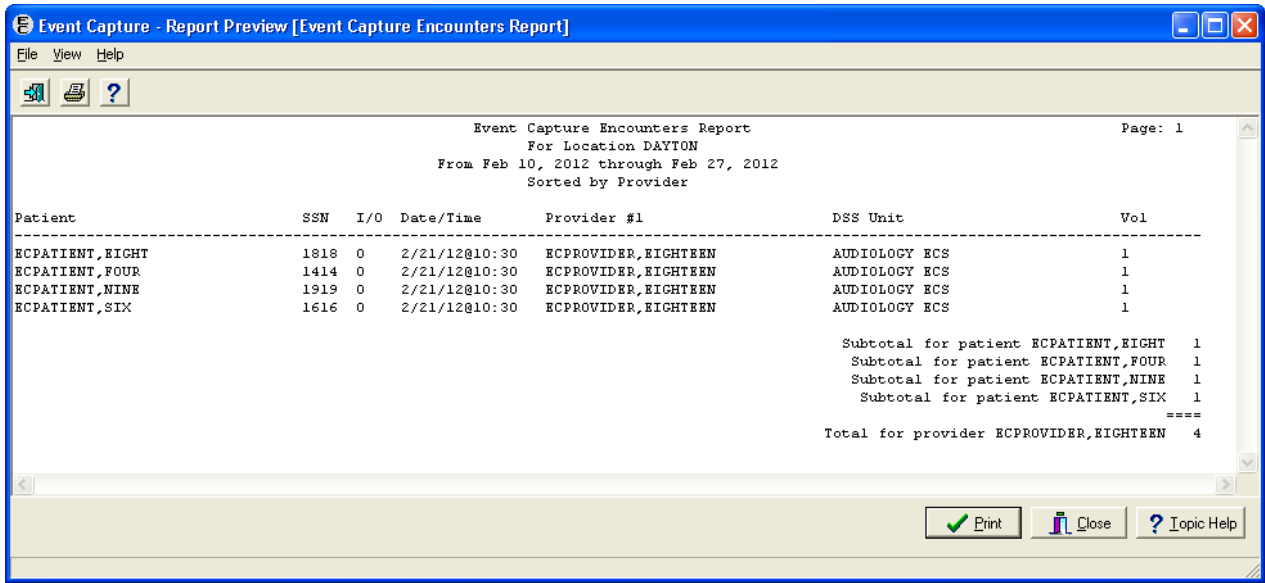 Event Capture - Report Preview [Event Capture Encounters Report]
File View Help
Event Capture Encounters Report Page: 1
For Location DAYTON
From Feb 10, 2012 through Feb 27, 2012
Sorted by Provider
Patient SSN I/O Date/Time Provider #1 DSS Unit Vol
ECPATIENT,EIGHT 1818 O 2/21/12@10:30 ECPROVIDER,EIGHTEEN AUDIOLOGY ECS 1
ECPATIENT,FOUR 1414 O 2/21/12@10:30 ECPROVIDER,EIGHTEEN AUDIOLOGY ECS 1
ECPATIENT,NINE 1919 O 2/21/12@10:30 ECPROVIDER,EIGHTEEN AUDIOLOGY ECS 1
ECPATIENT,SIX 1616 O 2/21/12@10:30 ECPROVIDER,EIGHTEEN AUDIOLOGY ECS 1
Subtotal for patient ECPATIENT,EIGHT 1
Subtotal for patient ECPATIENT,FOUR 1
Subtotal for patient ECPATIENT,NINE 1
Subtotal for patient ECPATIENT,SIX 1
====
Total for provider ECPROVIDER,EIGHTEEN 4
Print Close ? Topic Help